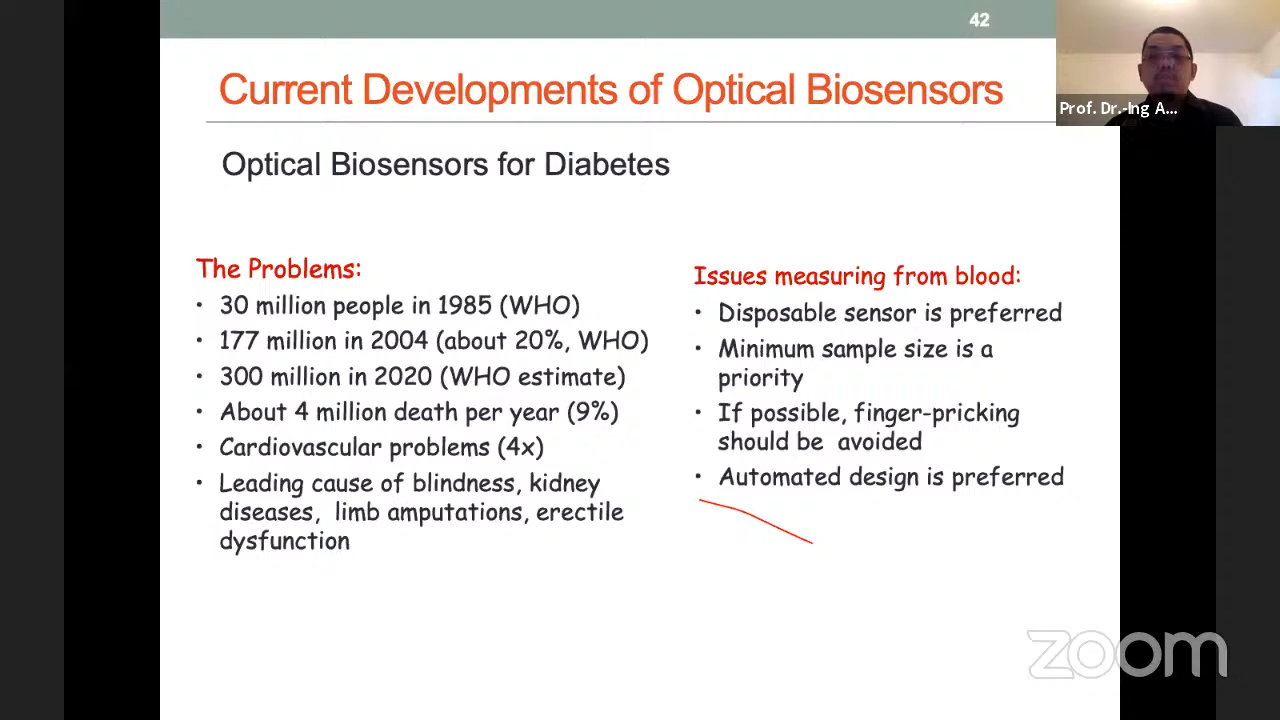 42
Current Developments of Optical Biosensors
Prof. Dr.-Ing A...
Optical Biosensors for Diabetes
The Problems:
• 30 million people in 1985 (WHO)
• 177 million in 2004 (about 20%, WHO)
• 300 million in 2020 (WHO estimate)
• About 4 million death per year (9%)
• Cardiovascular problems (4x)
• Leading cause of blindness, kidney
diseases, limb amputations, erectile
dysfunction
Issues measuring from blood:
• Disposable sensor is preferred
• Minimum sample size is a
priority
• If possible, finger-pricking
should be avoided
• Automated design is preferred
zoom